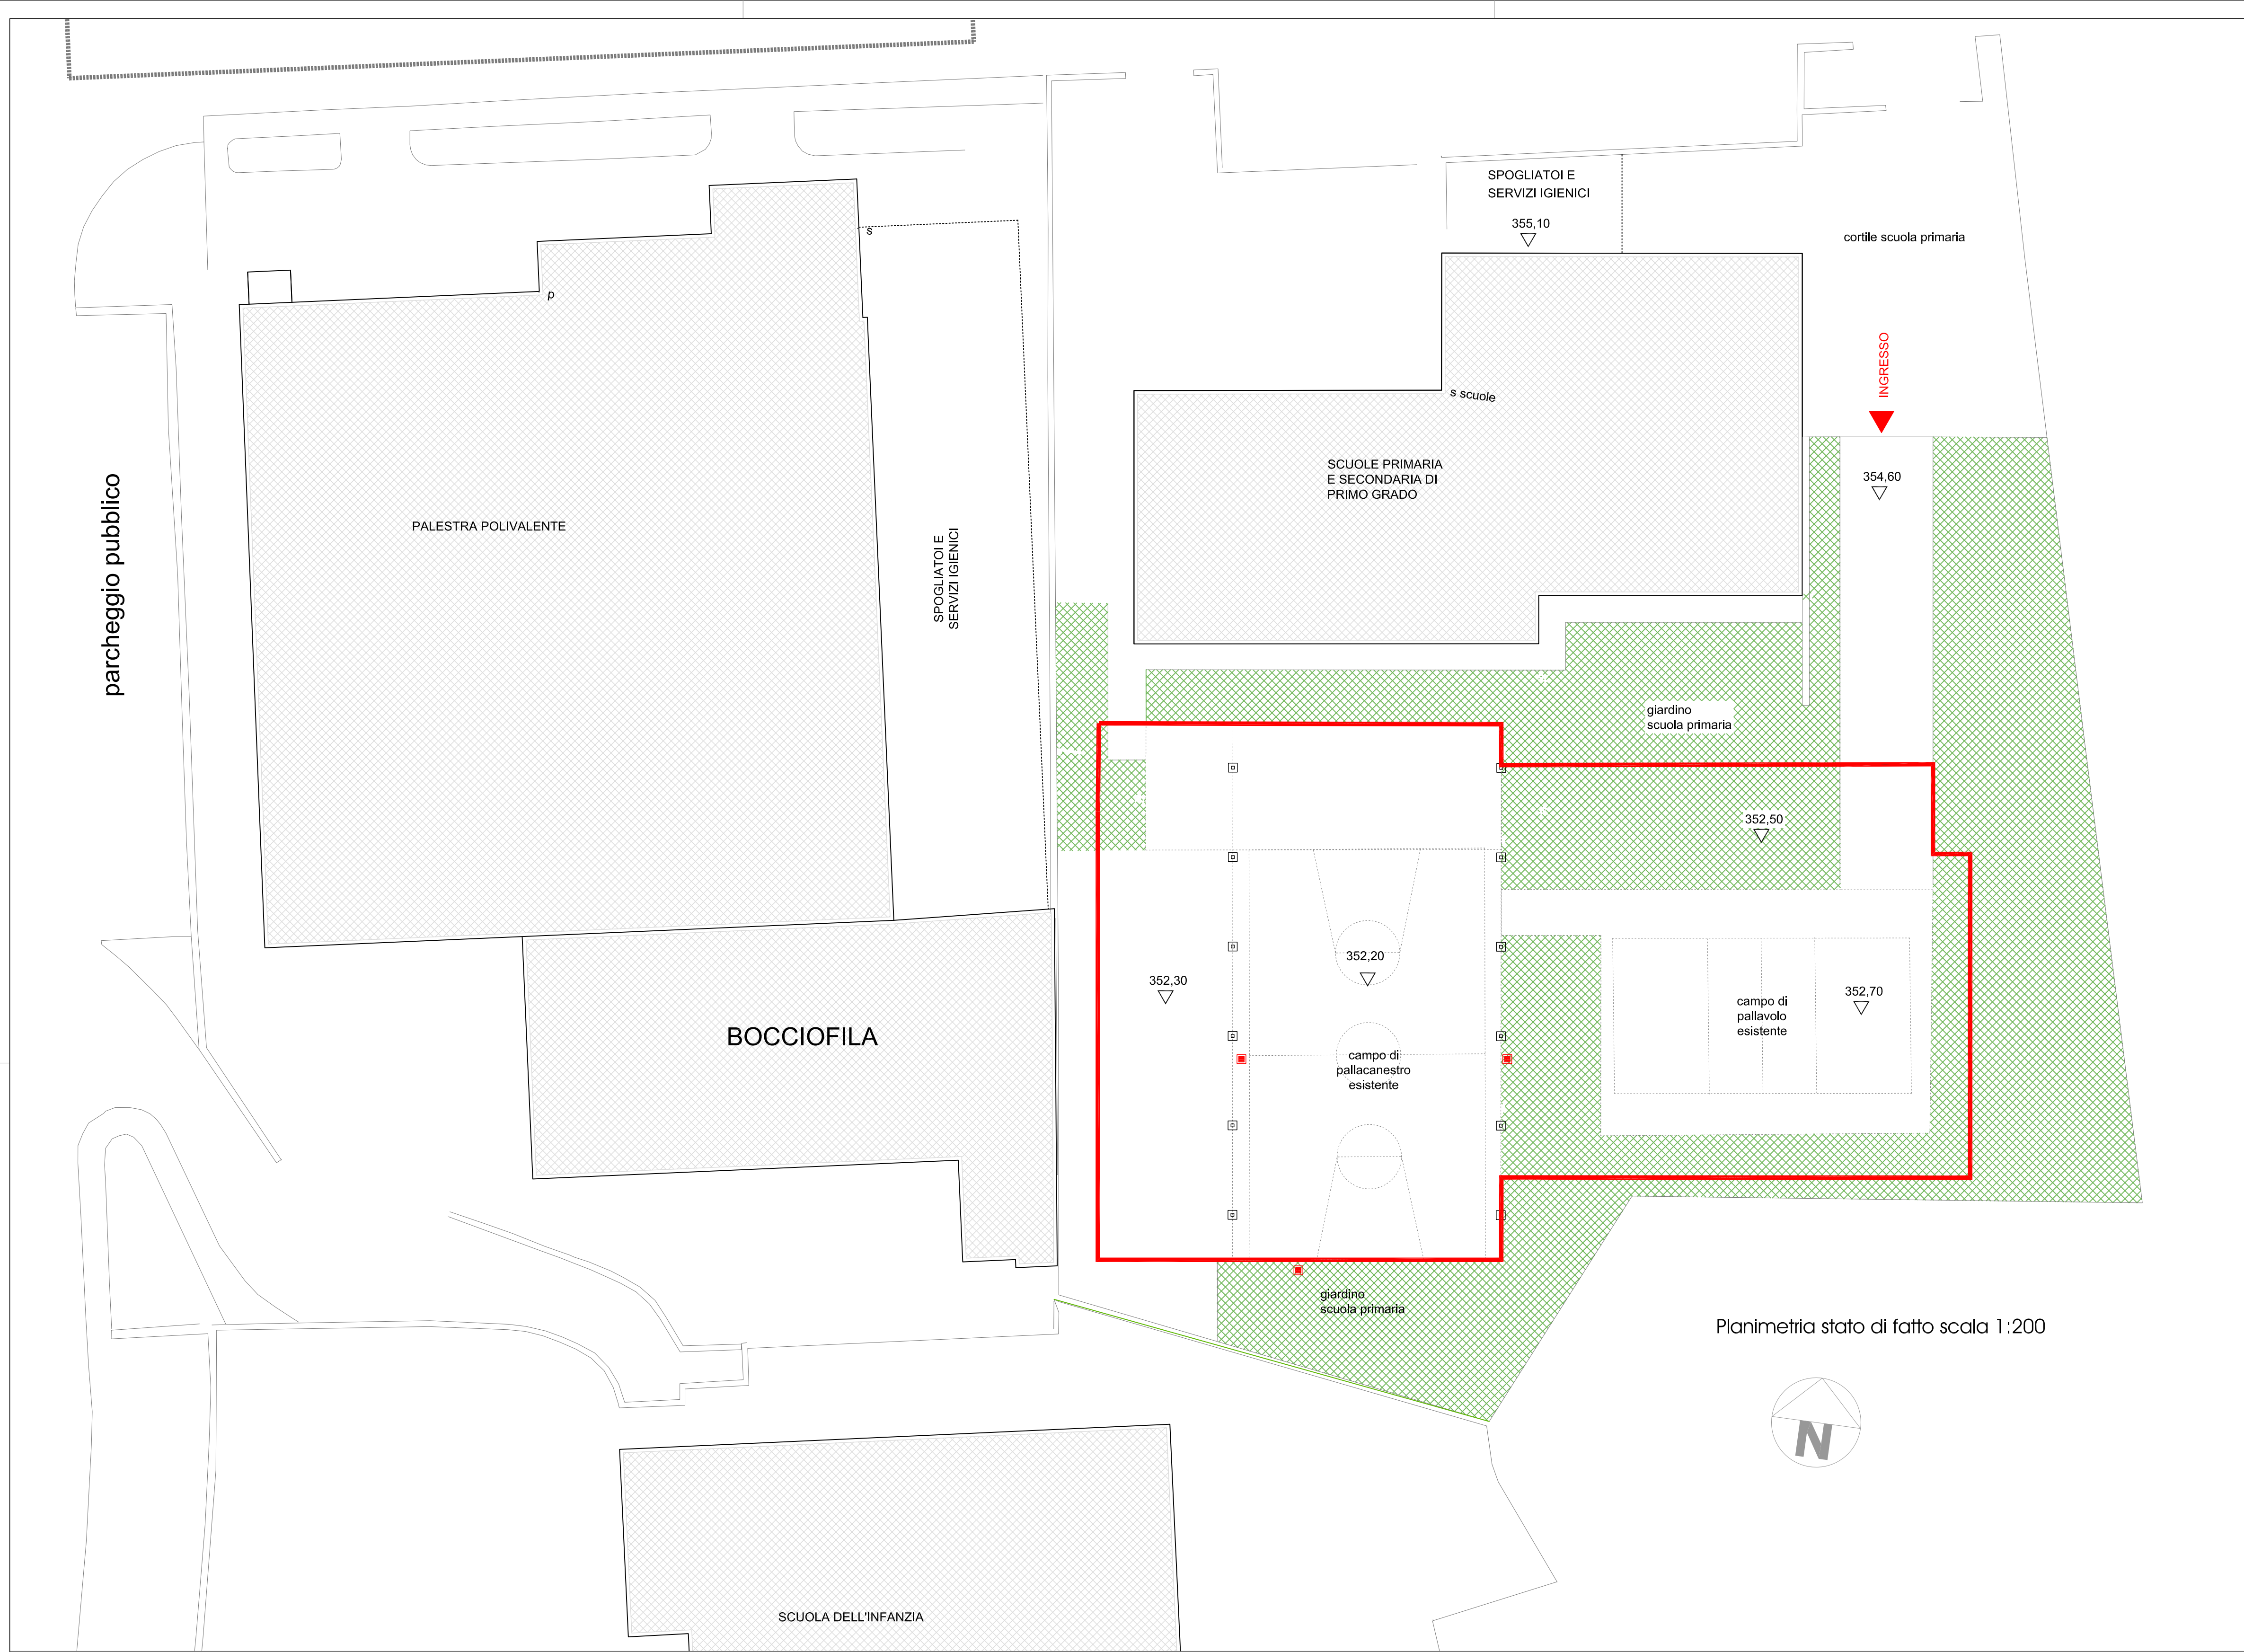 SPOGLIATOI E
SERVIZI IGIENICI
355,10
cortile scuola primaria
s
p
INGRESSO
s scuole
SCUOLE PRIMARIA
E SECONDARIA DI
PRIMO GRADO
354,60
parcheggio pubblico
PALESTRA POLIVALENTE
SPOGLIATOI E
SERVIZI IGIENICI
giardino
scuola primaria
352,50
352,20
352,30
352,70
campo di
pallavolo
esistente
BOCCIOFILA
campo di
pallacanestro
esistente
giardino
scuola primaria
Planimetria stato di fatto scala 1:200
N
SCUOLA DELL'INFANZIA